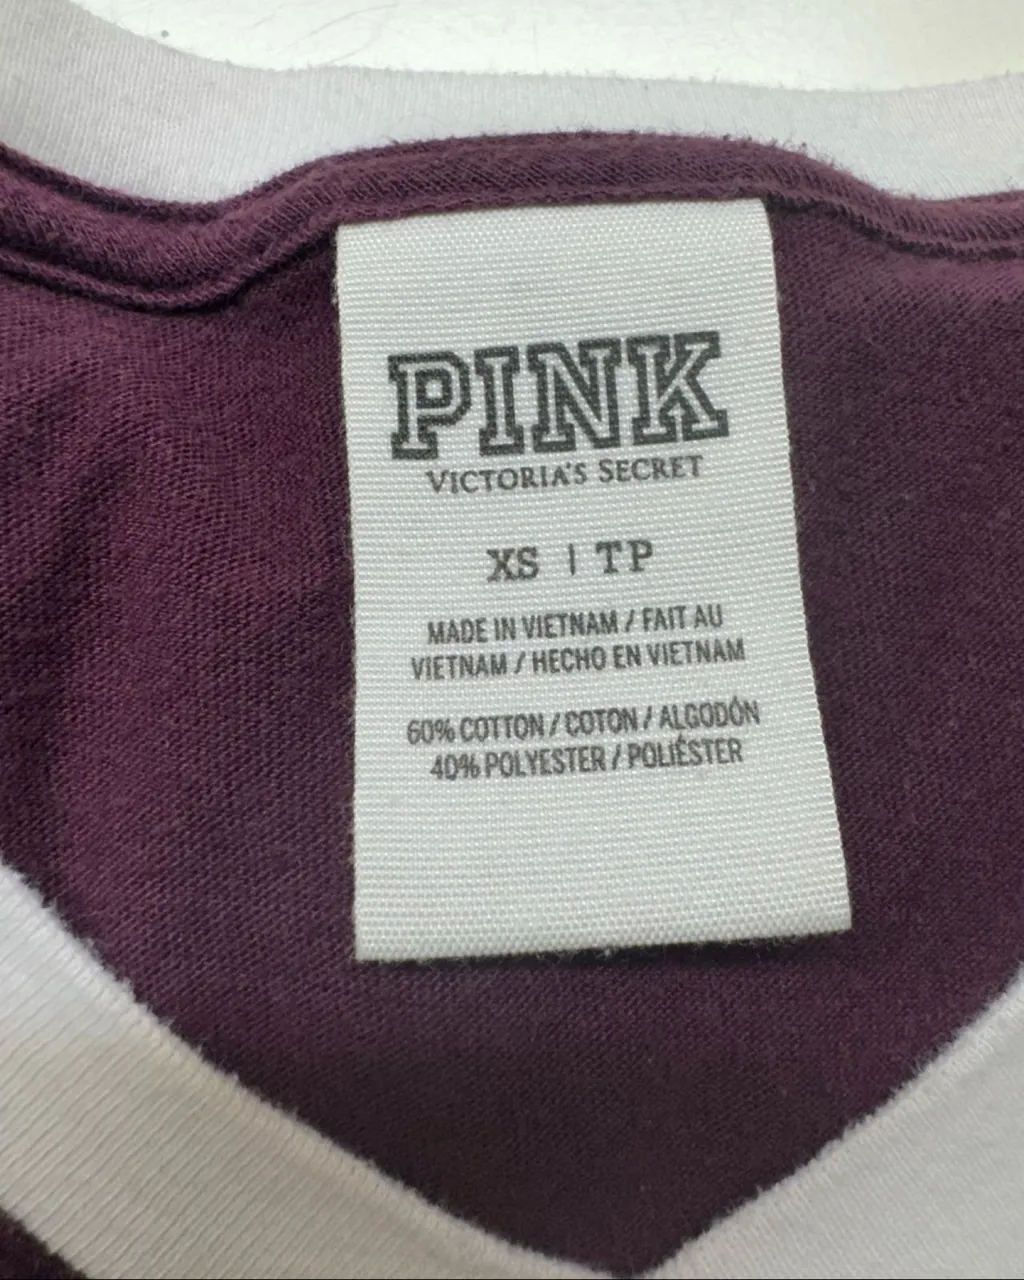 PINK
VICTORIA'S SECRET
XS | TP
MADE IN VIETNAM / FAIT AU
VIETNAM / HECHO EN VIETNAM
60% COTTON / COTON / ALGODÓN
40% POLYESTER / POLIÉSTER